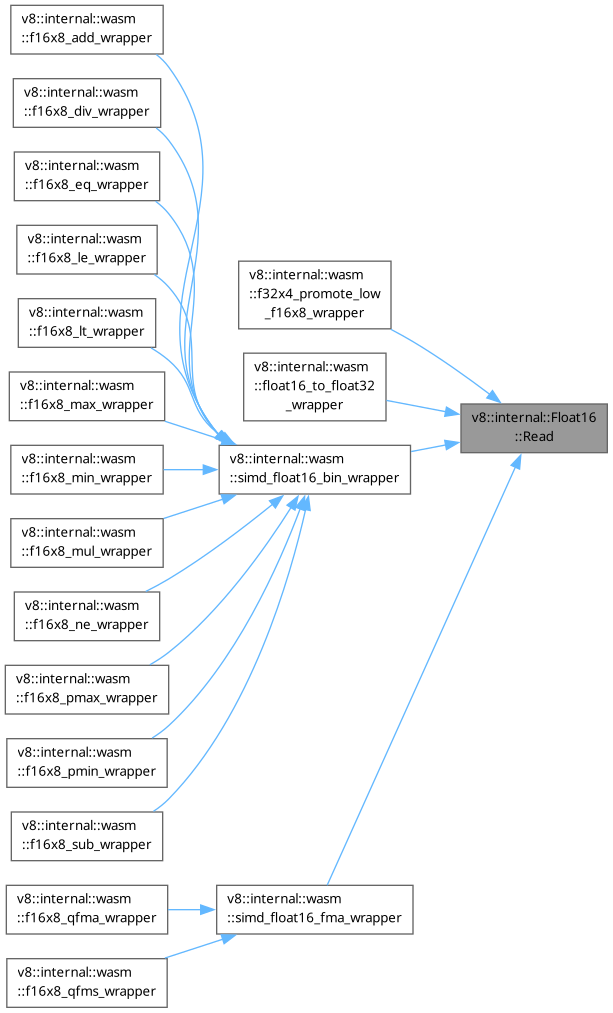 v8::internal::wasm
::f16x8_add_wrapper
v8::internal::wasm
::f16x8_div_wrapper
v8::internal::wasm
::f16x8_eq_wrapper
v8::internal::wasm
::f16x8_le_wrapper
v8::internal::wasm
::f16x8_lt_wrapper
v8::internal::wasm
::f16x8_max_wrapper
v8::internal::wasm
::f16x8_min_wrapper
v8::internal::wasm
::f16x8_mul_wrapper
v8::internal::wasm
::f16x8_ne_wrapper
v8::internal::wasm
::f16x8_pmax_wrapper
v8::internal::wasm
::f16x8_pmin_wrapper
v8::internal::wasm
::f16x8_sub_wrapper
v8::internal::wasm
::f16x8_qfma_wrapper
v8::internal::wasm
::f16x8_qfms_wrapper
v8::internal::wasm
::f32x4_promote_low
_f16x8_wrapper
v8::internal::wasm
::float16_to_float32
_wrapper
v8::internal::wasm
::simd_float16_bin_wrapper
v8::internal::wasm
::simd_float16_fma_wrapper
v8::internal::Float16
::Read